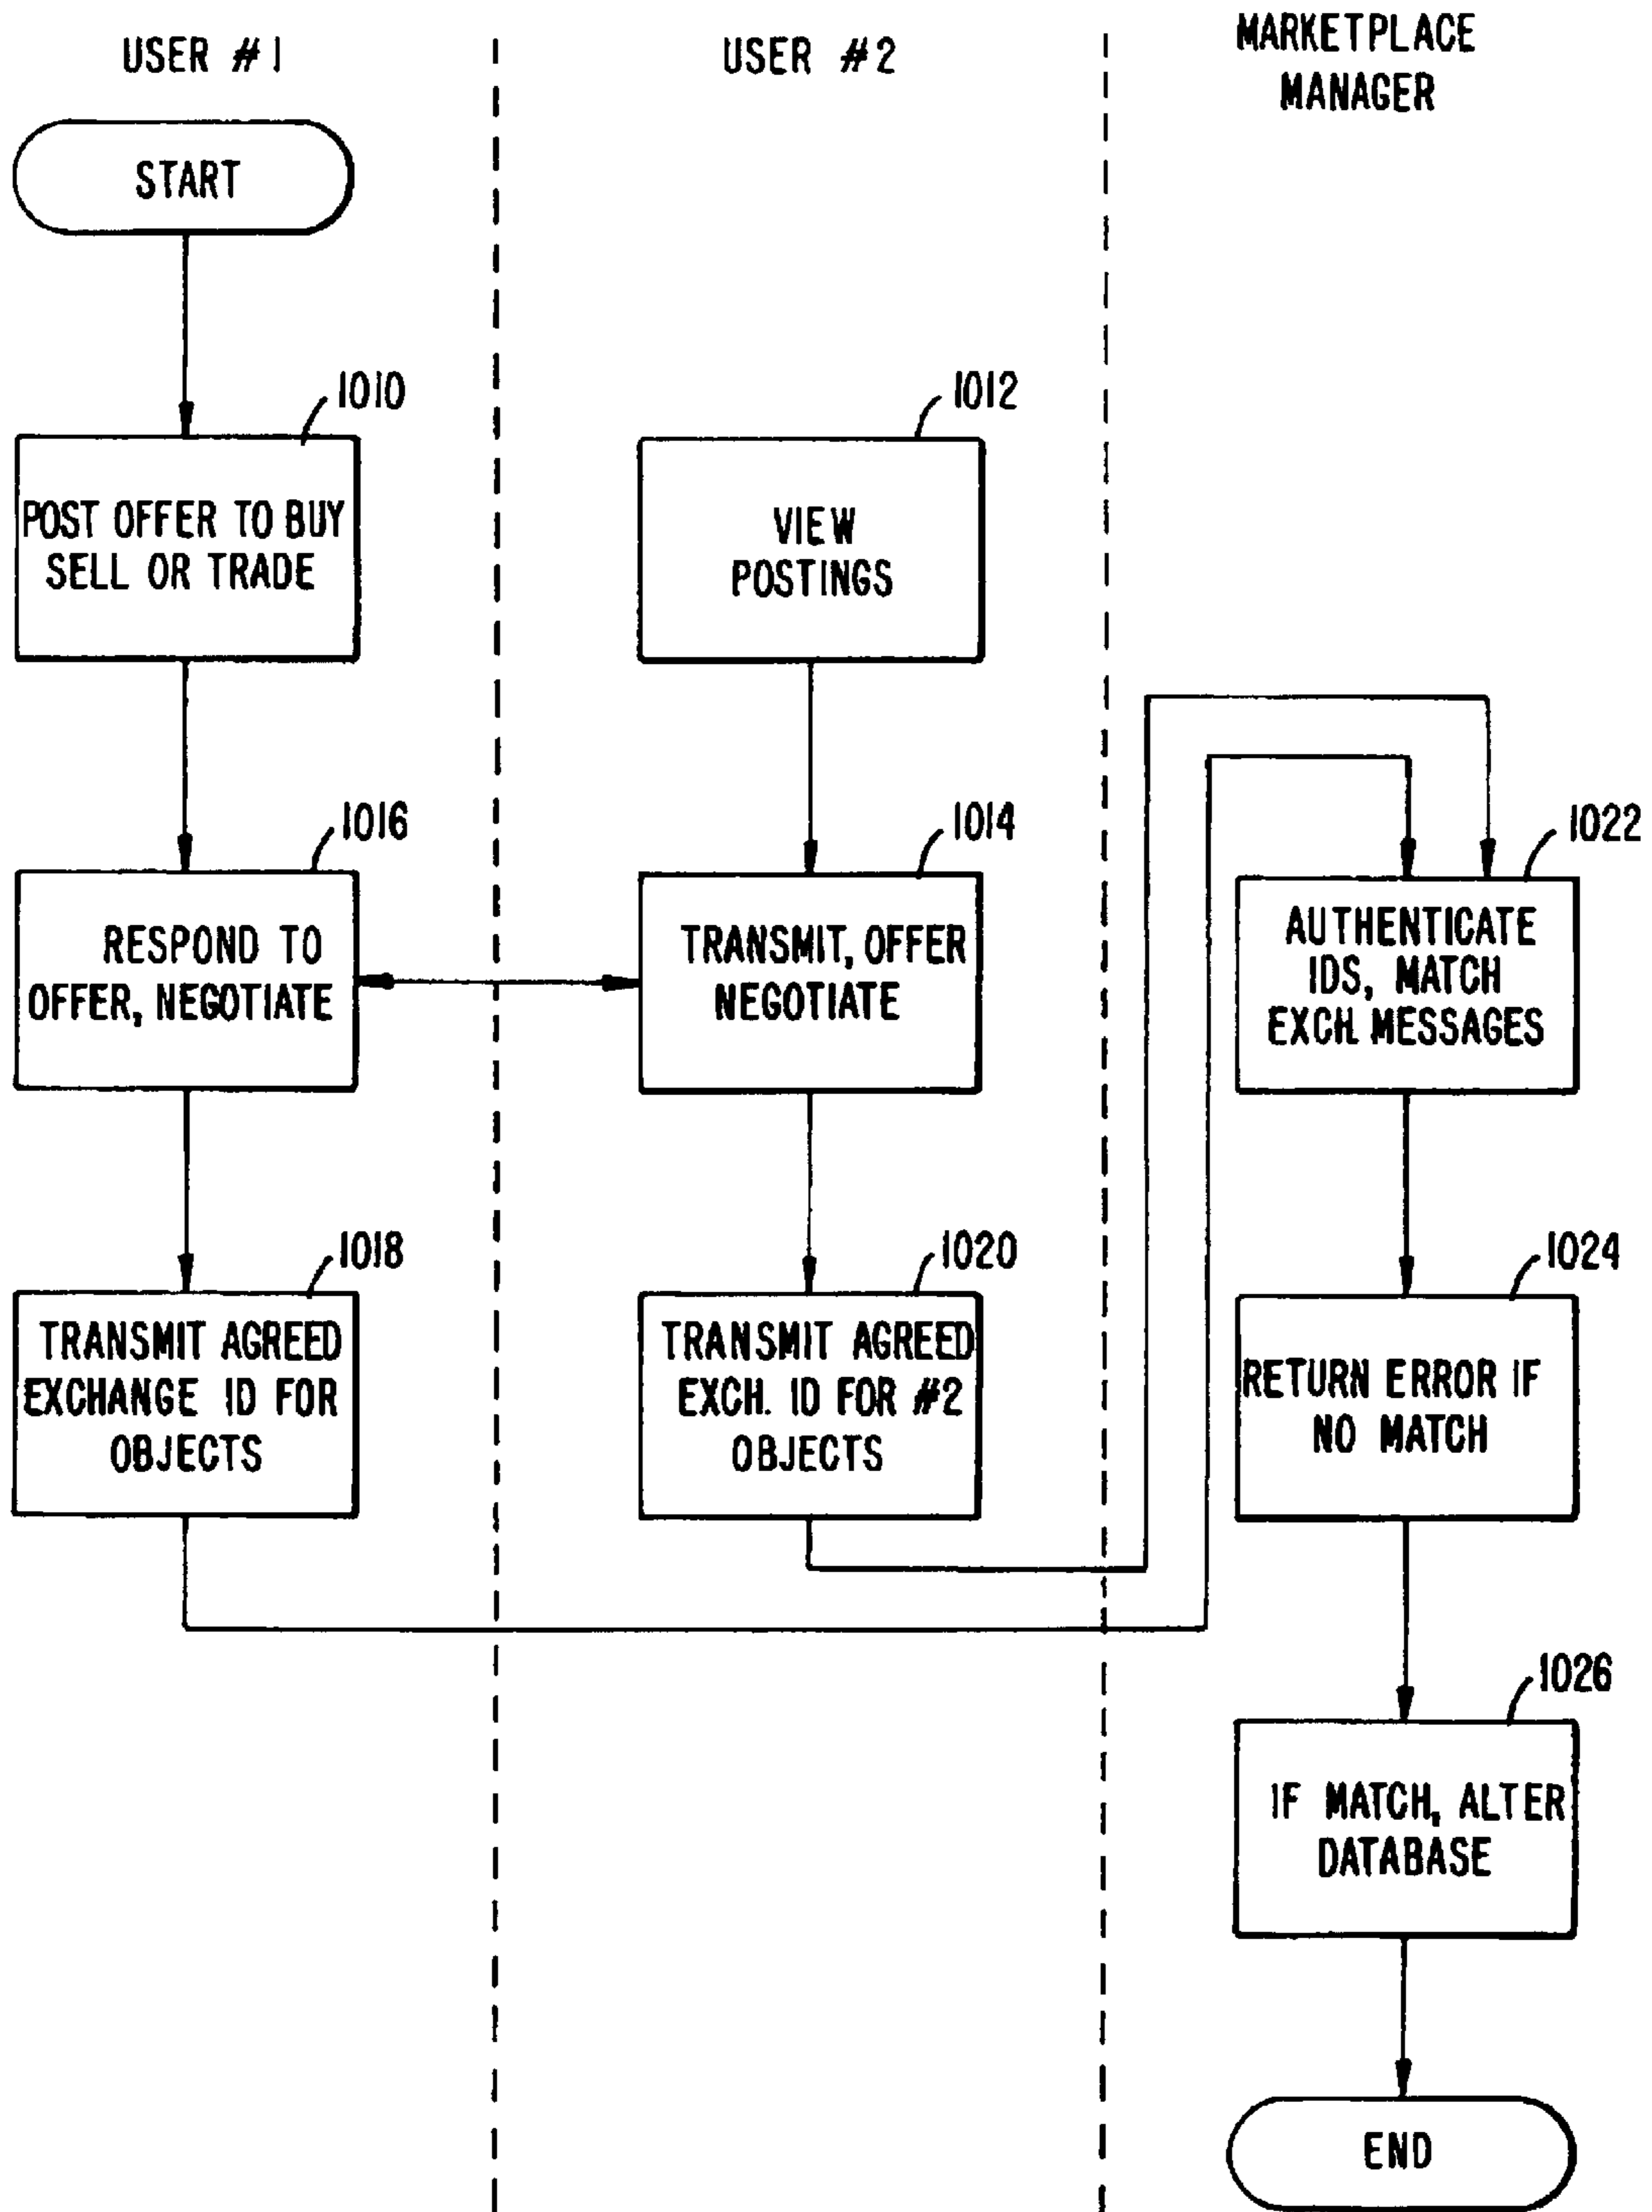 USER #1
USER #2
MARKETPLACE
MANAGER
START
1010
POST OFFER TO BUY
SELL OR TRADE
1012
VIEW
POSTINGS
1016
RESPOND TO
OFFER, NEGOTIATE
1014
TRANSMIT, OFFER
NEGOTIATE
1022
AUTHENTICATE
IDS, MATCH
EXCH. MESSAGES
1018
TRANSMIT AGREED
EXCHANGE ID FOR
OBJECTS
1020
TRANSMIT AGREED
EXCH. ID FOR #2
OBJECTS
1024
RETURN ERROR IF
NO MATCH
1026
IF MATCH, ALTER
DATABASE
END